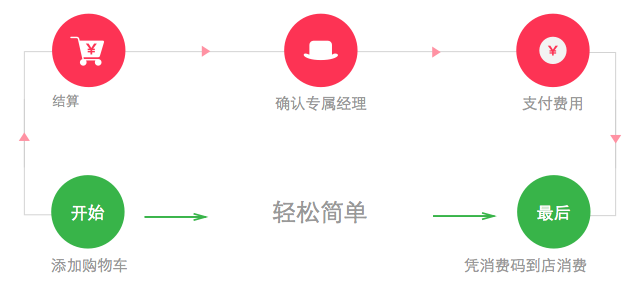 ¥
¥
结算
确认专属经理
支付费用
开始
轻松简单
最后
添加购物车
凭消费码到店消费